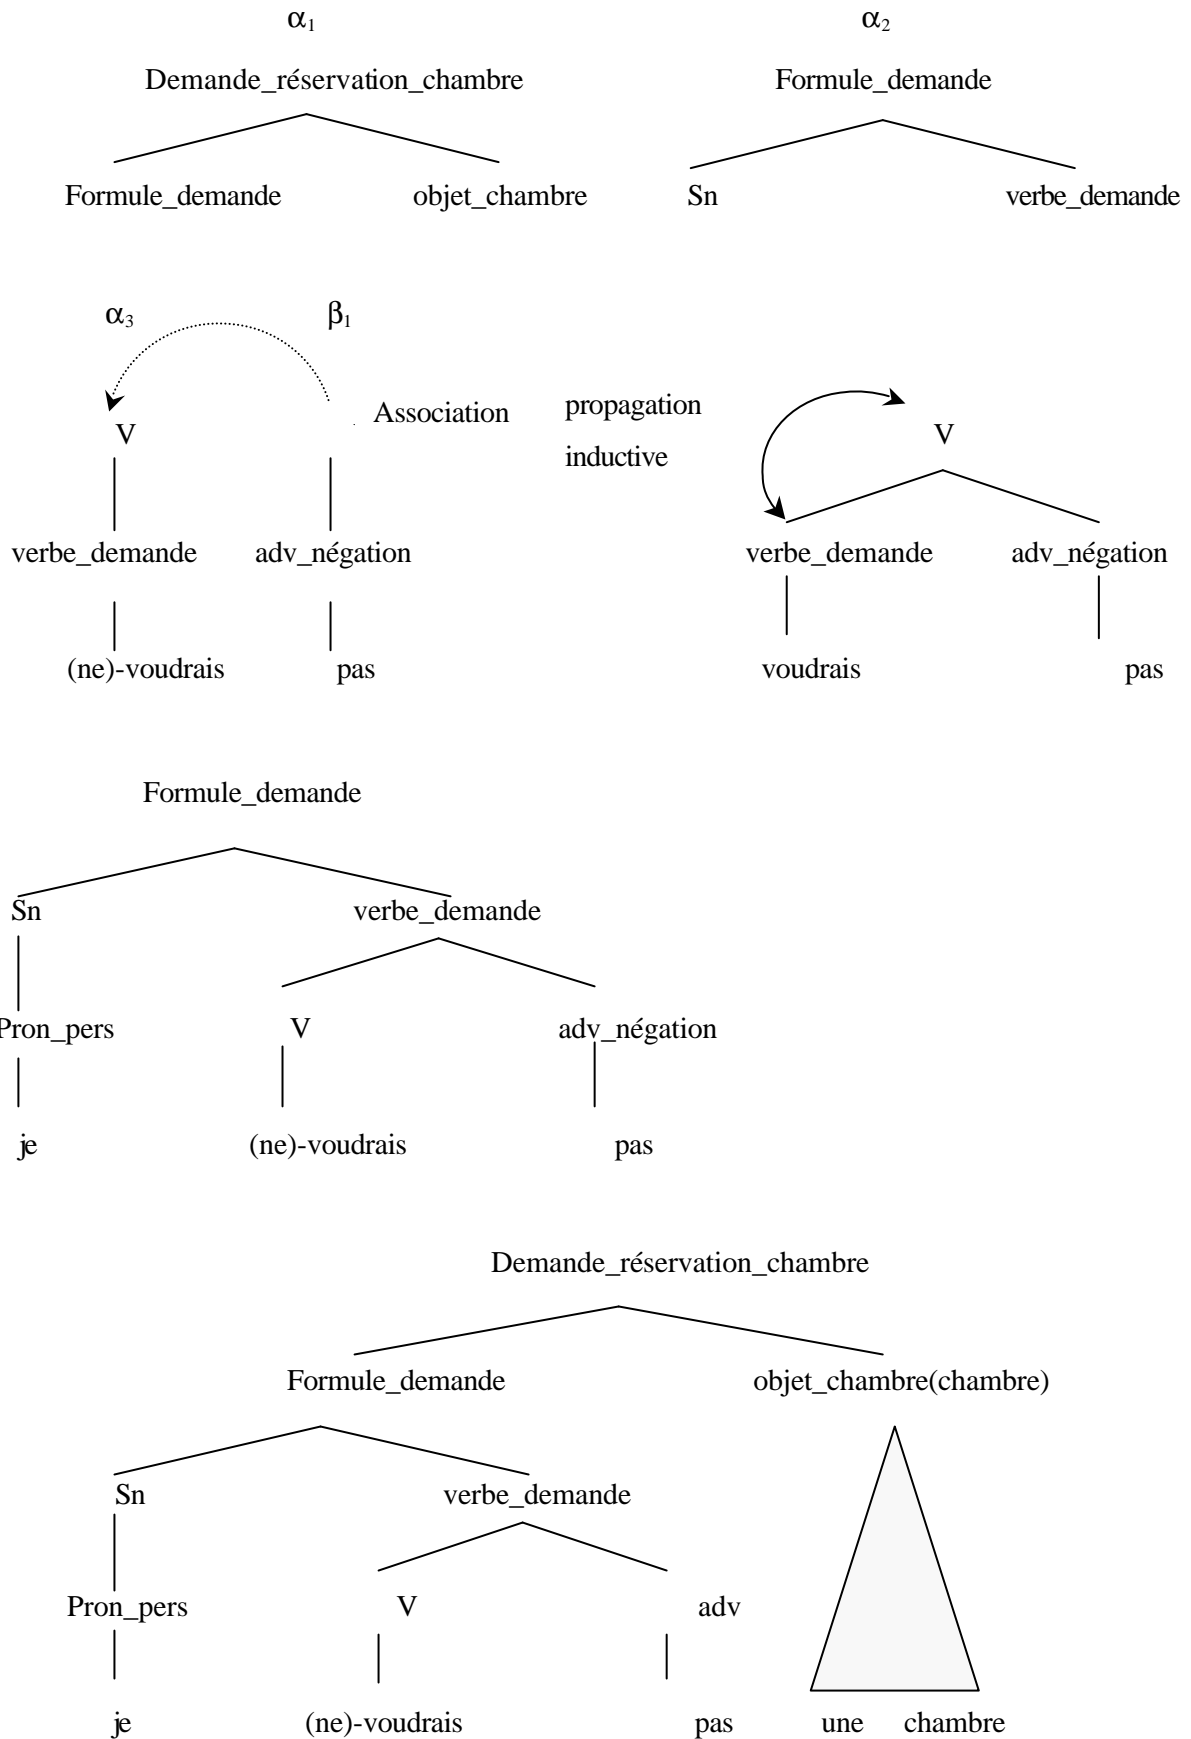 α1 α2
Demande_réservation_chambre Formule_demande
Formule_demande objet_chambre Sn verbe_demande
α3 β1
Association propagation
V inductive V
verbe_demande adv_négation verbe_demande adv_négation
(ne)-voudrais pas voudrais pas
Formule_demande
Sn verbe_demande
Pron_pers V adv_négation
je (ne)-voudrais pas
Demande_réservation_chambre
Formule_demande objet_chambre(chambre)
Sn verbe_demande
Pron_pers V adv
je (ne)-voudrais pas une chambre